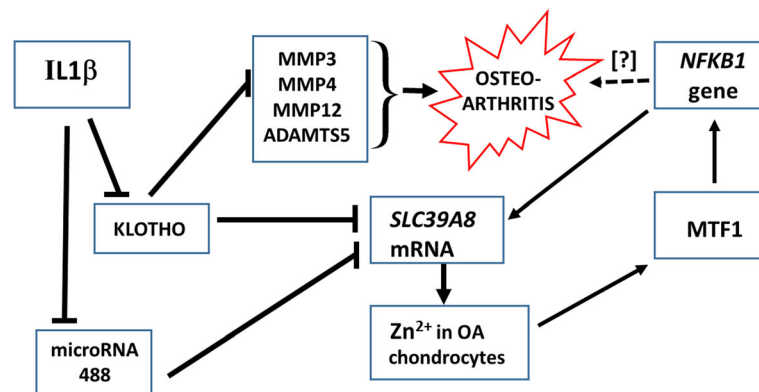 IL1β
MMP3
MMP4
MMP12
ADAMTS5
OSTEO-
ARTHRITIS
[?]
NFKB1
gene
KLOTHO
SLC39A8
mRNA
MTF1
microRNA
488
Zn²⁺ in OA
chondrocytes